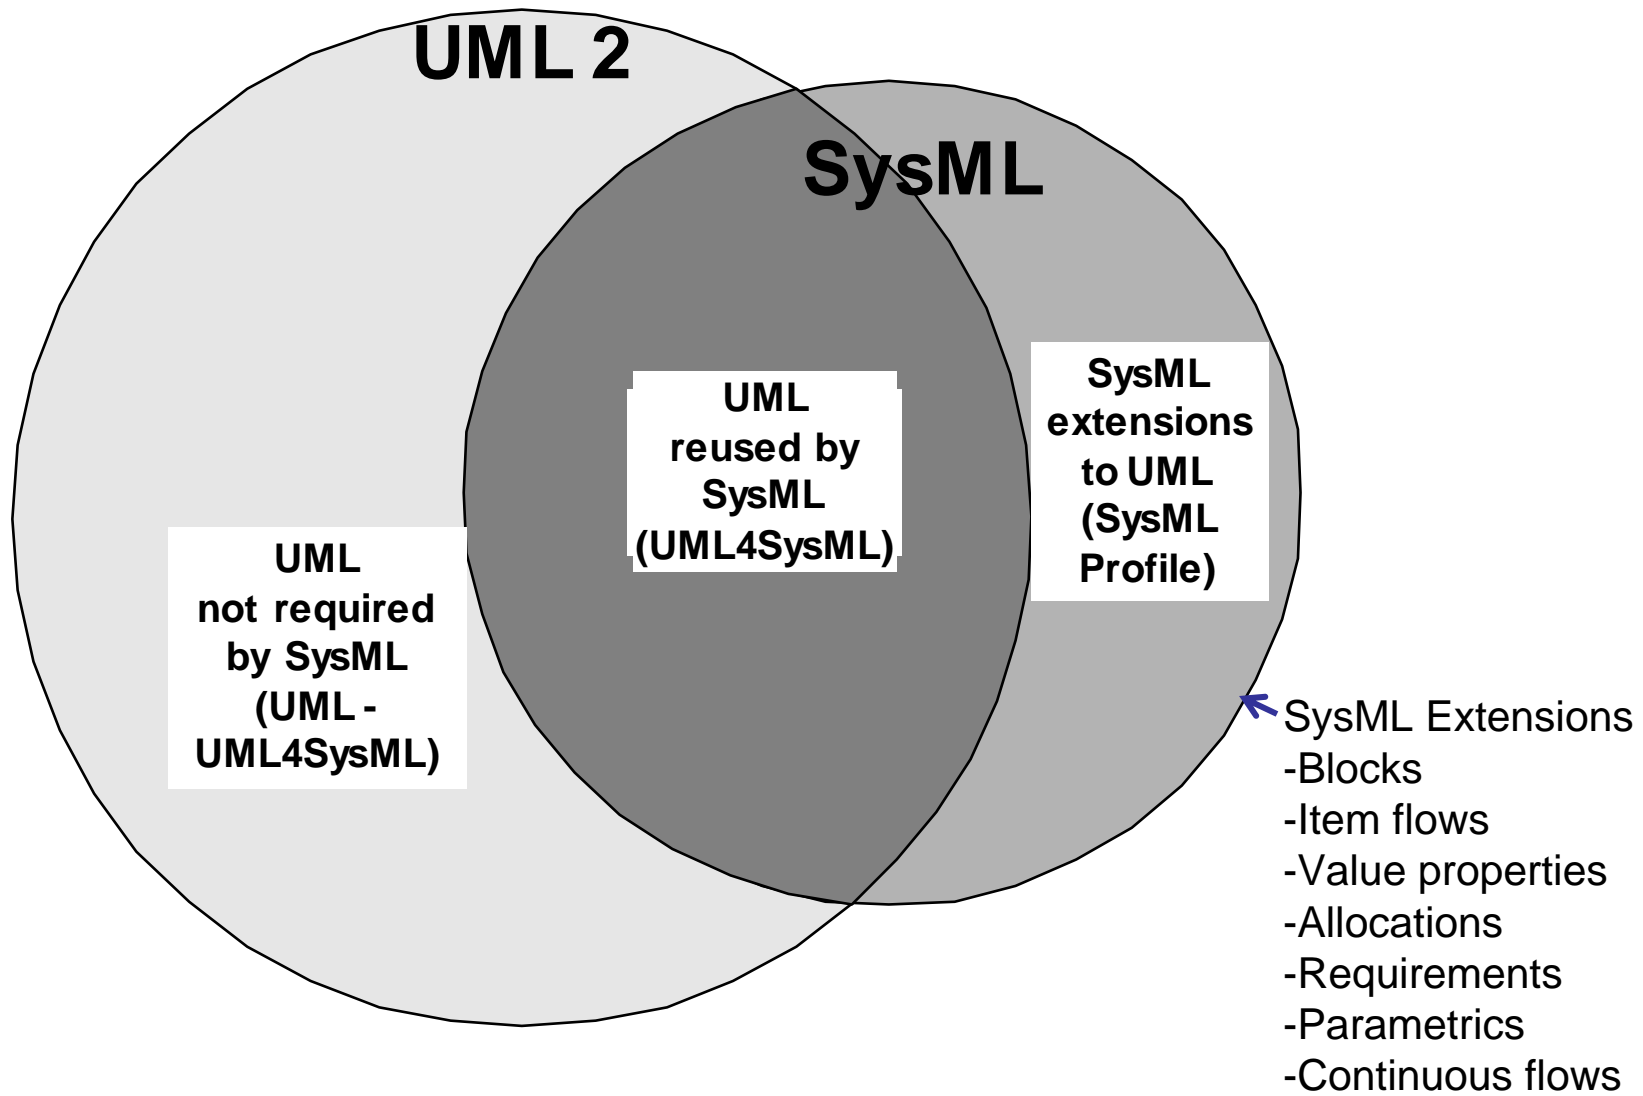 UML 2
SysML
UML
not required
by SysML
(UML -
UML4SysML)
UML
reused by
SysML
(UML4SysML)
SysML
extensions
to UML
(SysML
Profile)
SysML Extensions
-Blocks
-Item flows
-Value properties
-Allocations
-Requirements
-Parametrics
-Continuous flows